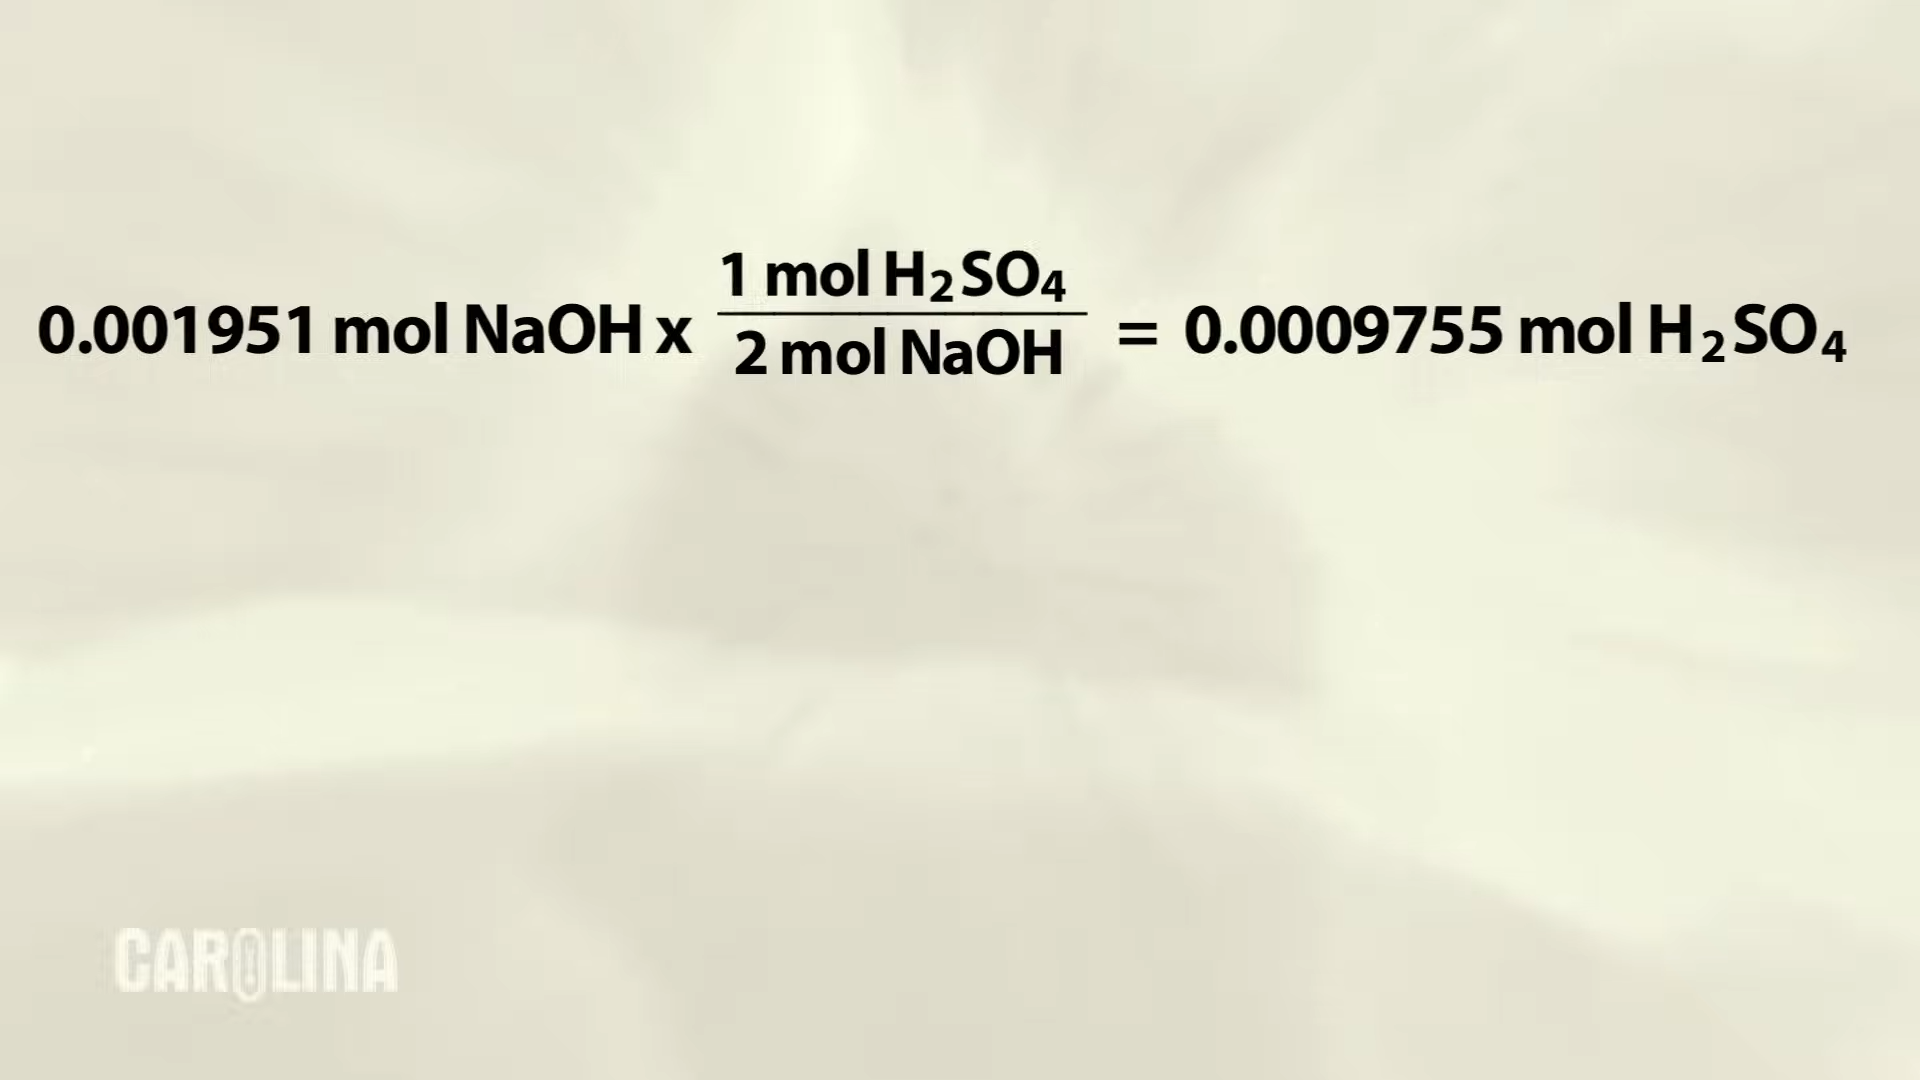 0.001951 mol NaOH x 1 mol H₂SO₄ / 2 mol NaOH = 0.0009755 mol H₂SO₄
CAROLINA